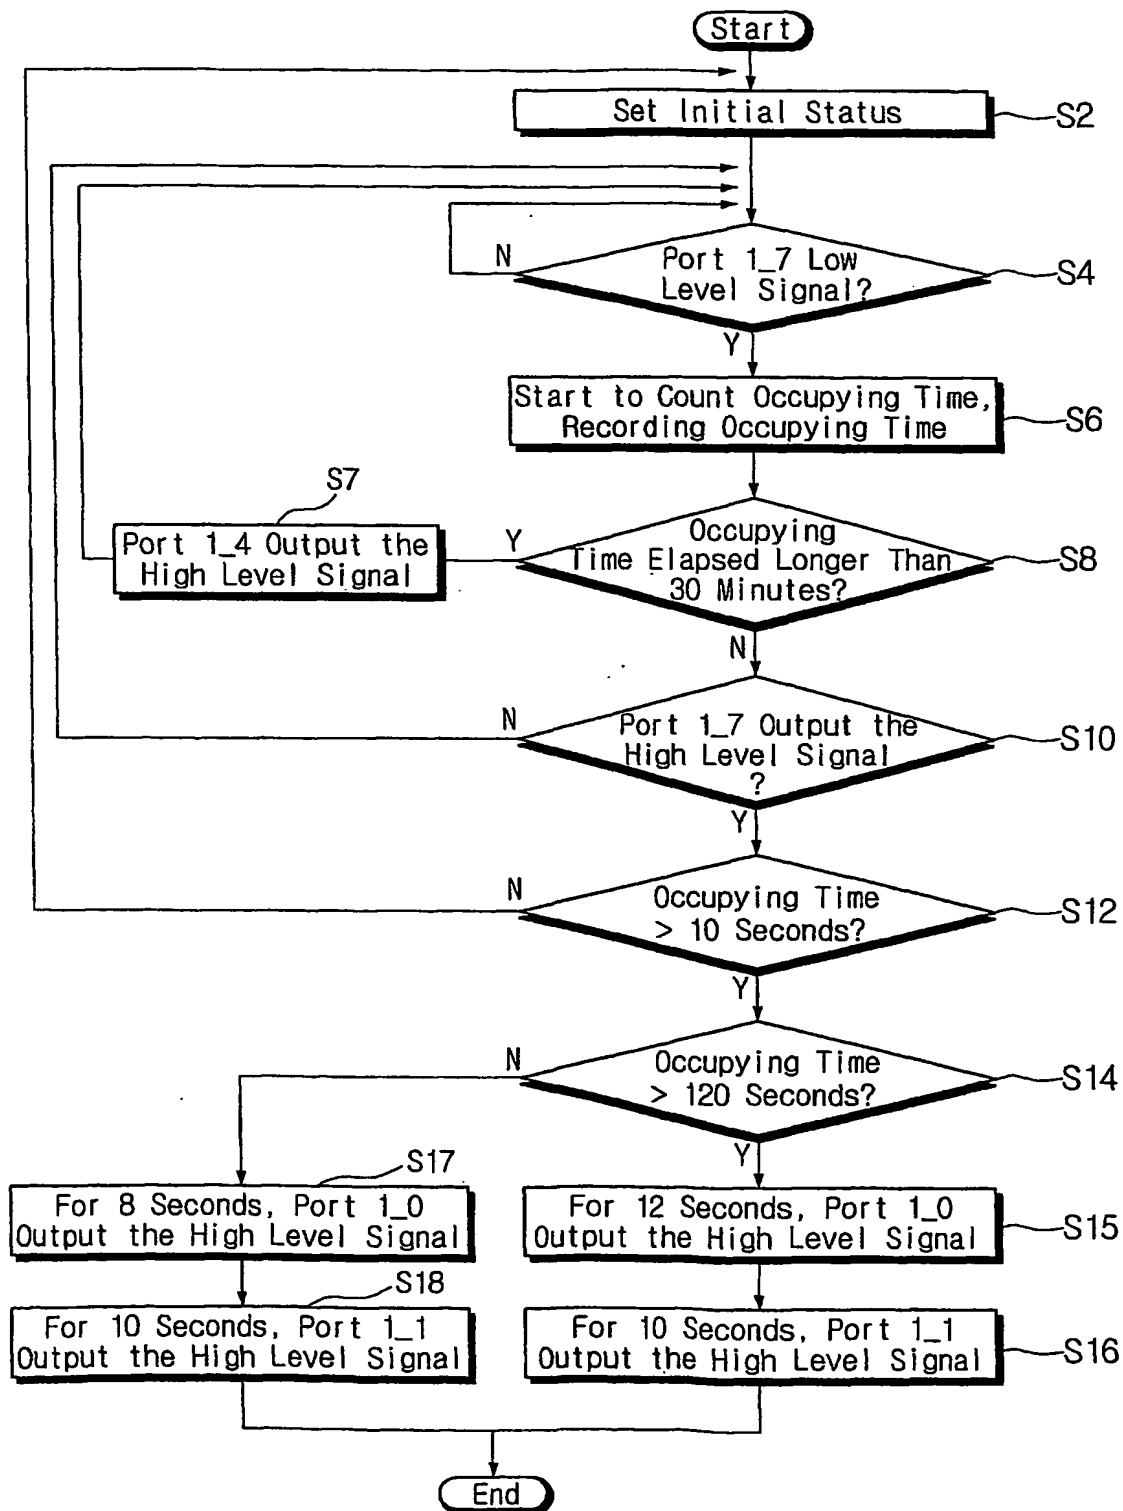 Start
Set Initial Status
S2
N
Port 1_7 Low
Level Signal?
S4
Y
Start to Count Occupying Time,
Recording Occupying Time
S6
S7
Port 1_4 Output the
High Level Signal
Y
Occupying
Time Elapsed Longer Than
30 Minutes?
S8
N
N
Port 1_7 Output the
High Level Signal
?
S10
Y
N
Occupying Time
> 10 Seconds?
S12
Y
N
Occupying Time
> 120 Seconds?
S14
Y
S17
For 8 Seconds, Port 1_0
Output the High Level Signal
For 12 Seconds, Port 1_0
Output the High Level Signal
S15
S18
For 10 Seconds, Port 1_1
Output the High Level Signal
For 10 Seconds, Port 1_1
Output the High Level Signal
S16
End